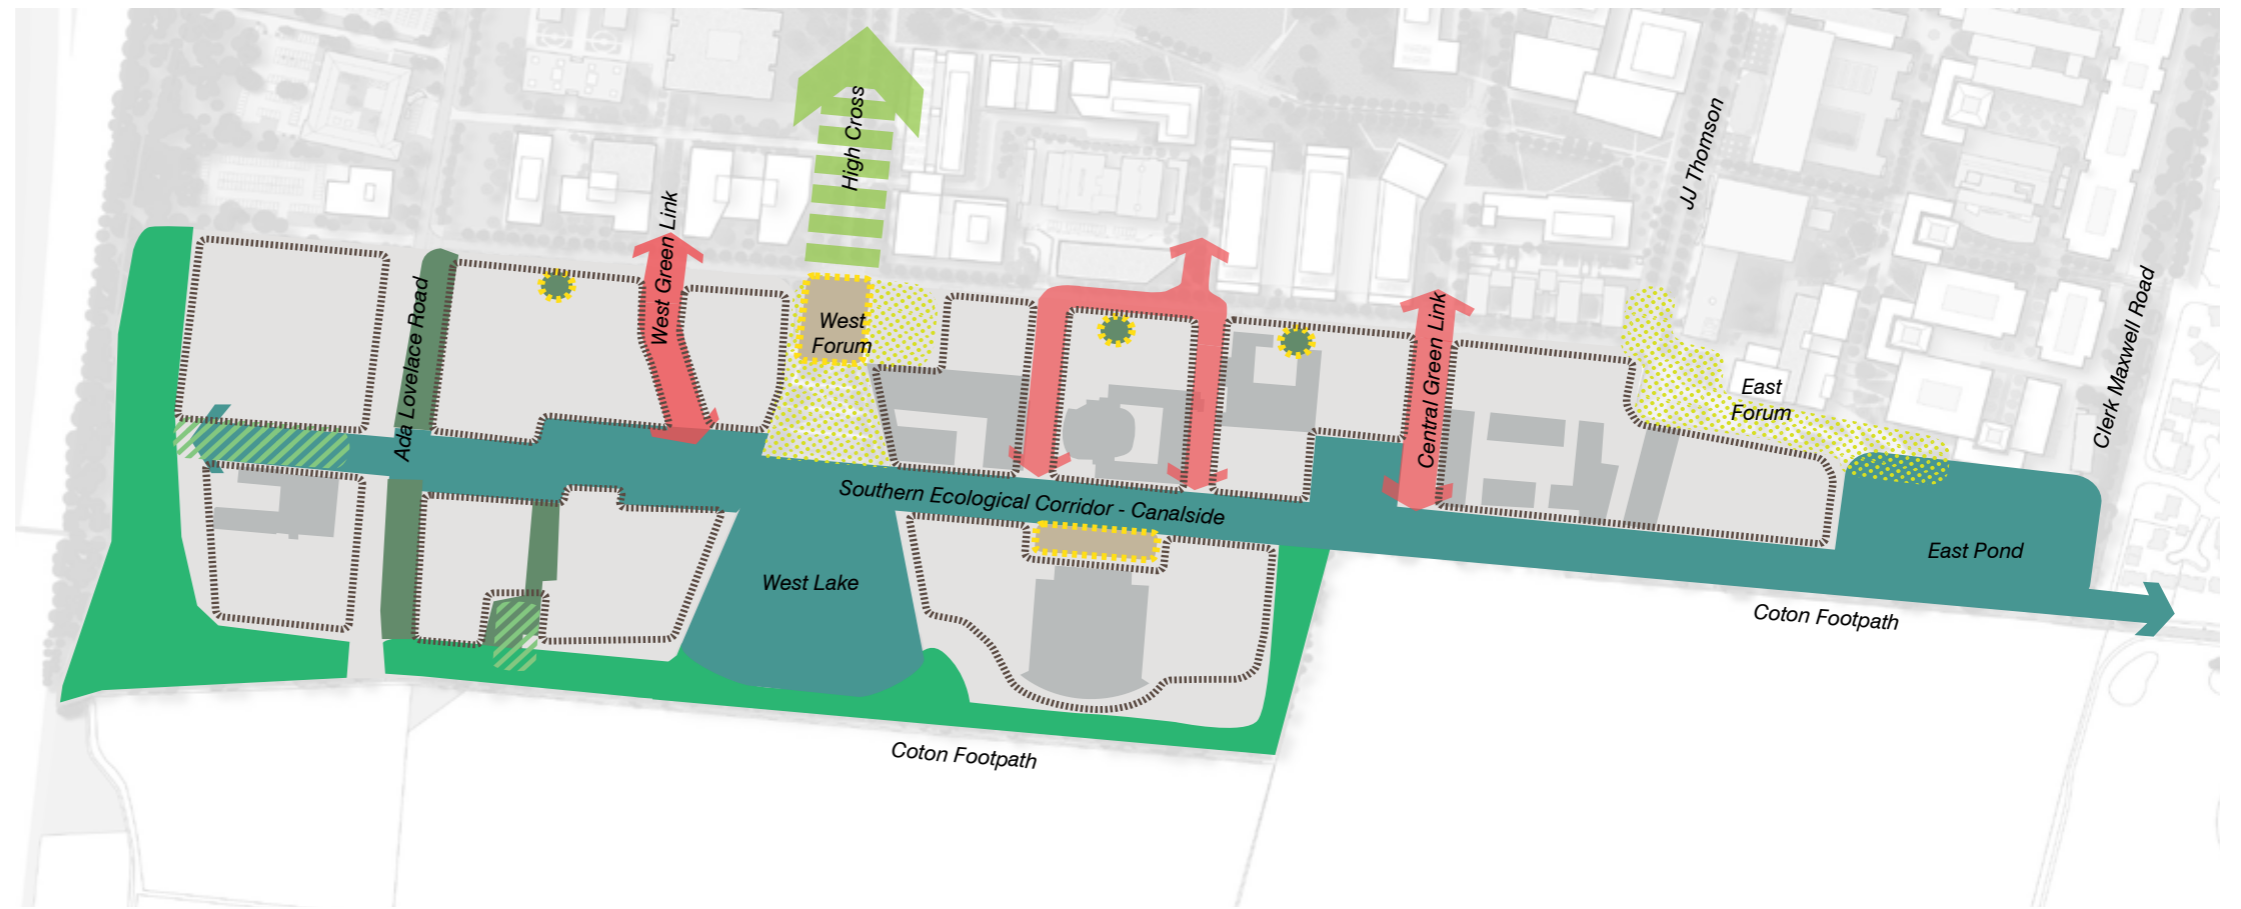 High Cross
JJ Thomson
West Green Link
Ada Lovelace Road
West
Forum
Central Green Link
East
Forum
Clerk Maxwell Road
Southern Ecological Corridor - Canalside
West Lake
East Pond
Coton Footpath
Coton Footpath